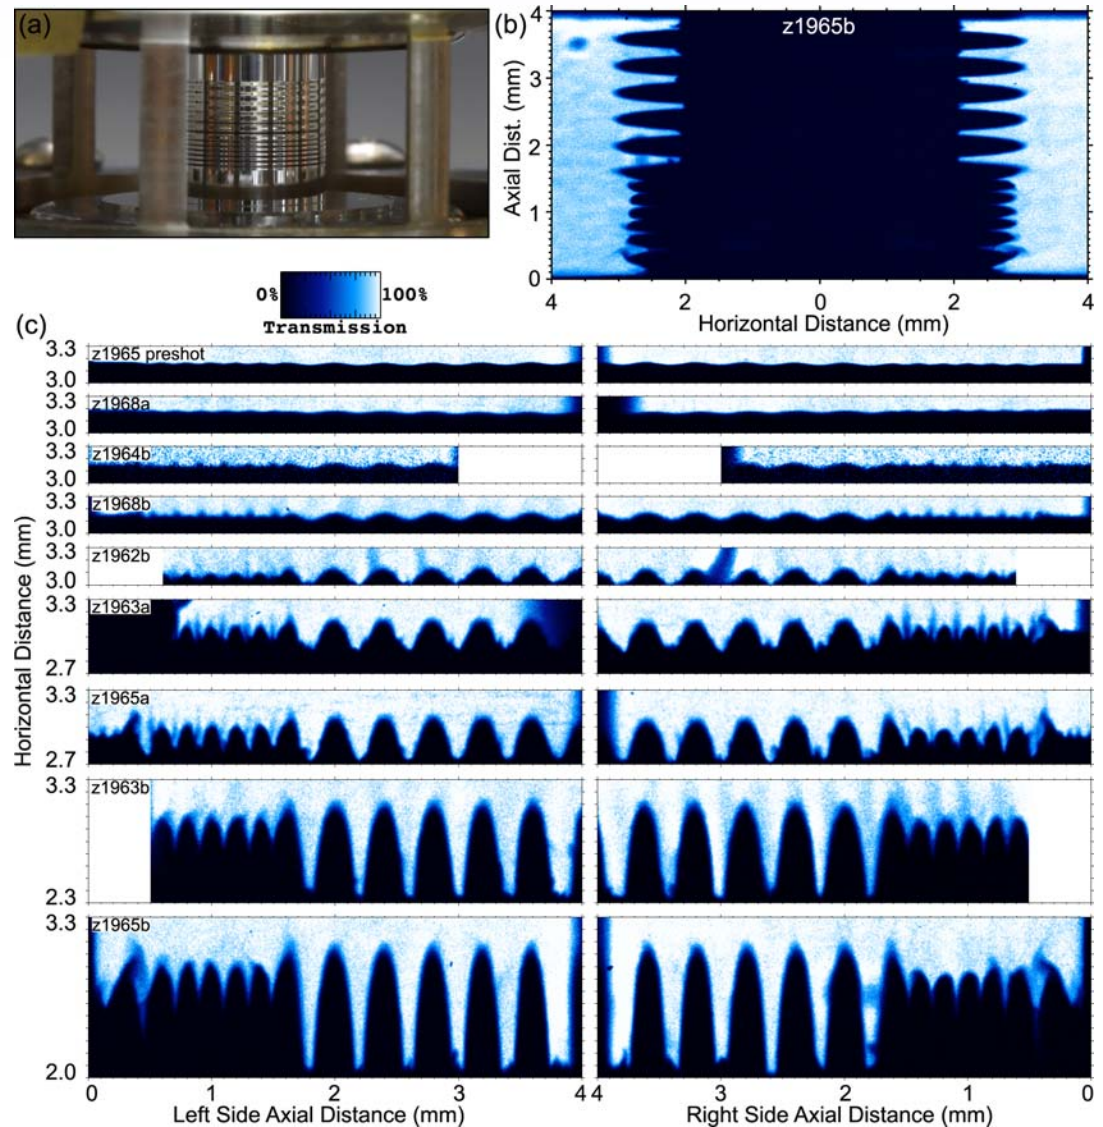 (a)
(b)
z1965b
4
3
2
1
0
Axial Dist. (mm)
4 2 0 2 4
Horizontal Distance (mm)
0% 100%
Transmission
(c)
Horizontal Distance (mm)
3.3
z1965 preshot
3.0
3.3
z1968a
3.0
3.3
z1964b
3.0
3.3
z1968b
3.0
3.3
z1962b
3.0
3.3
z1963a
2.7
3.3
z1965a
2.7
3.3
z1963b
2.3
3.3
z1965b
2.0
0 1 2 3 4 4 3 2 1 0
Left Side Axial Distance (mm) Right Side Axial Distance (mm)